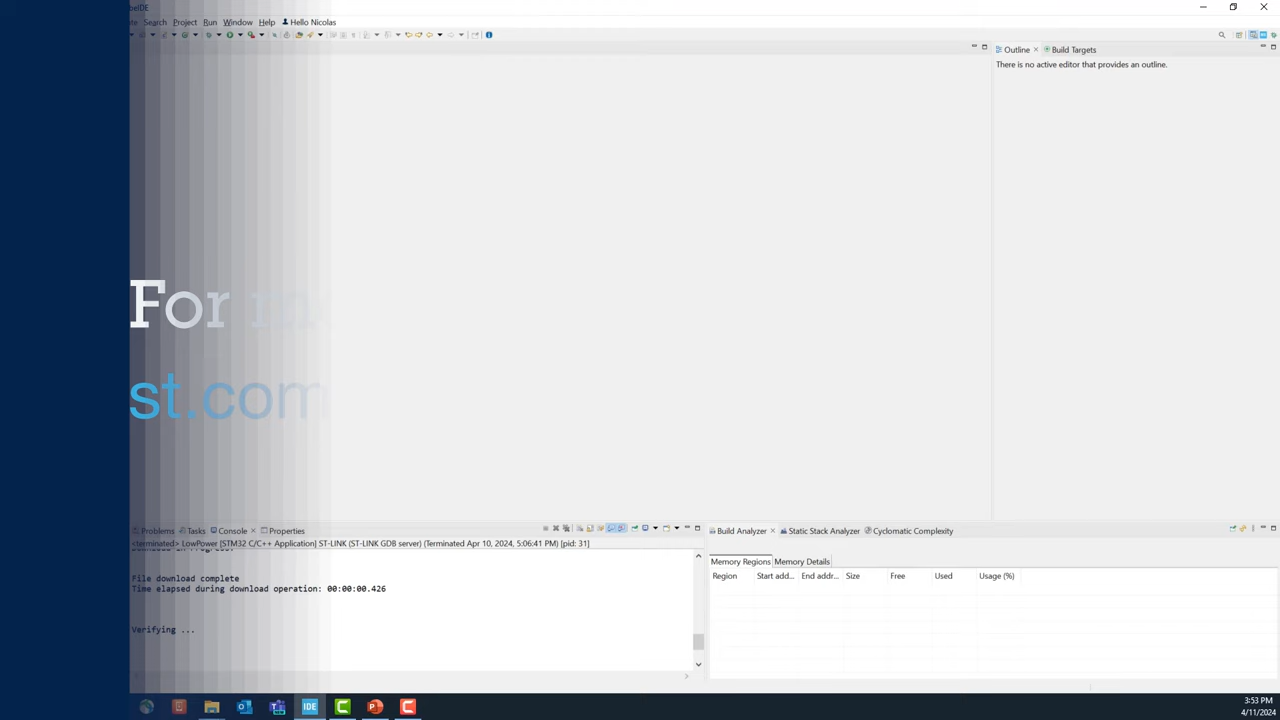 Search Project Run Window Help Hello Nicolas
Outline Build Targets
There is no active editor that provides an outline.
For
st.com
Problems Tasks Console Properties
<terminated> LowPower [STM32 C/C++ Application] ST-LINK (ST-LINK GDB server) (Terminated Apr 10, 2024, 5:06:41 PM) [pid: 31]
File download complete
Time elapsed during download operation: 00:00:00.426
Verifying ...
Build Analyzer Static Stack Analyzer Cyclomatic Complexity
Memory Regions Memory Details
Region Start add... End addr... Size Free Used Usage (%)
IDE
3:53 PM
4/11/2024